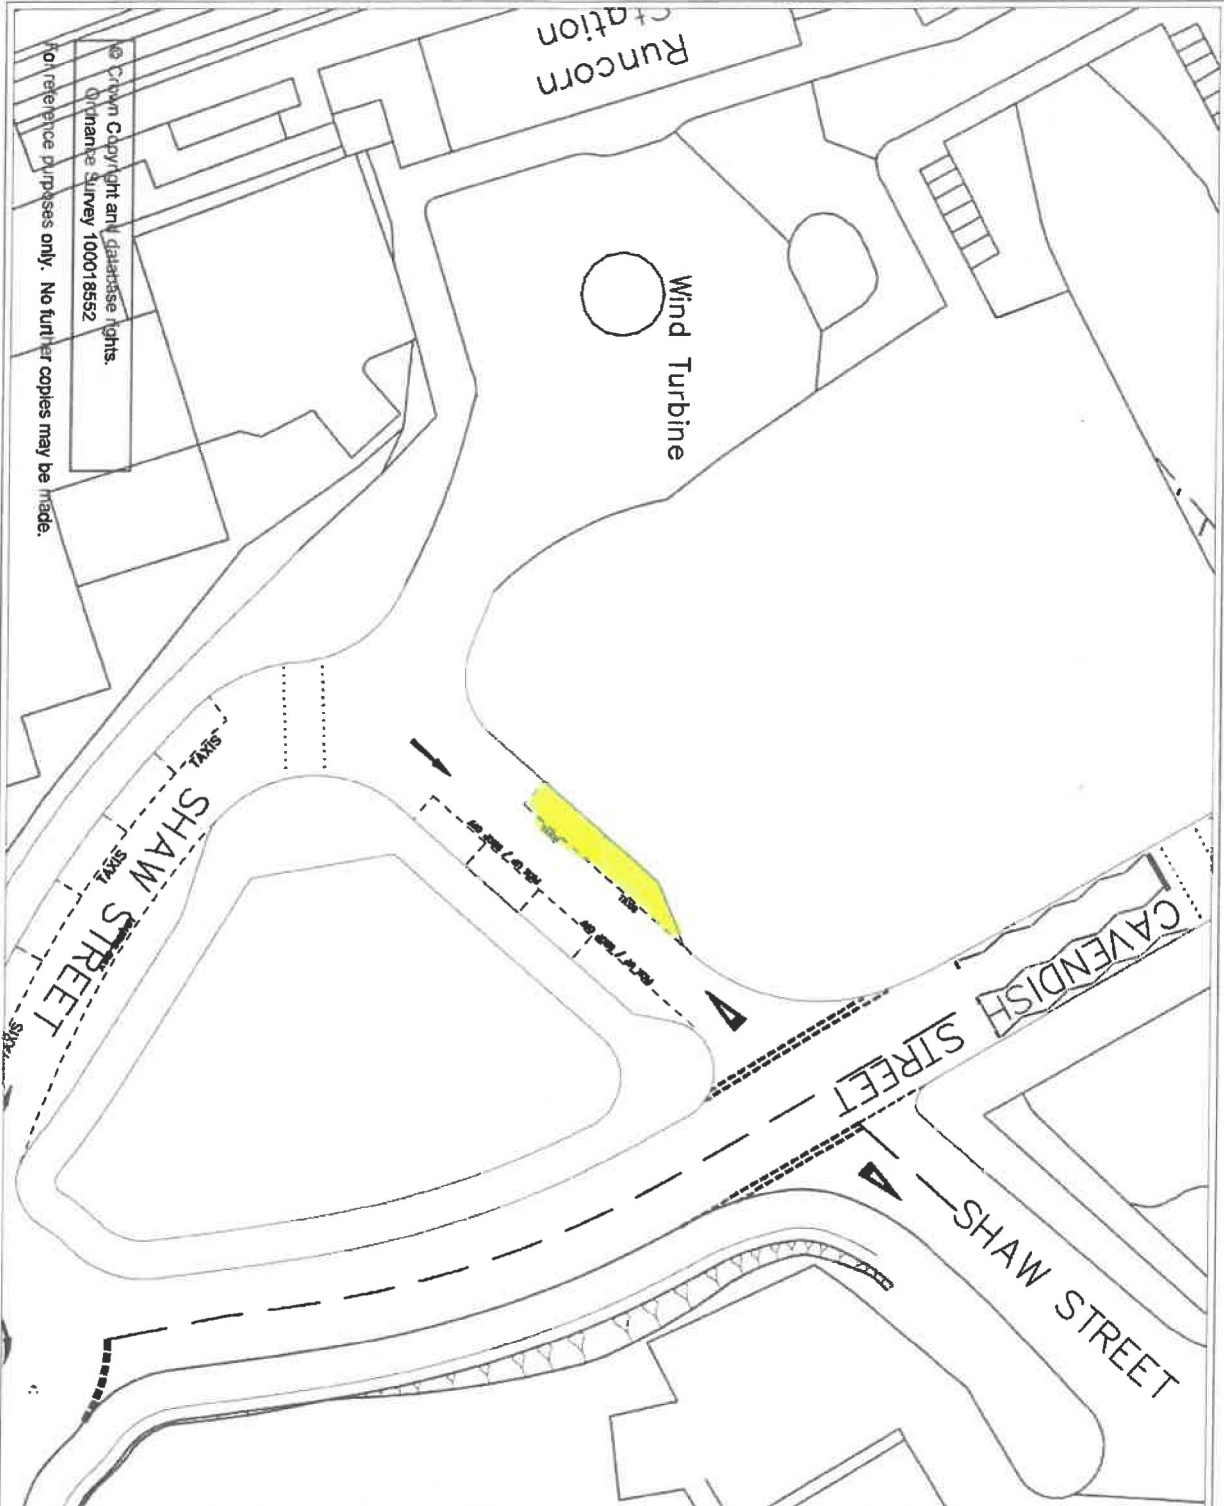 Runcorn
Station
© Crown Copyright and database rights.
Ordnance Survey 100018552
For reference purposes only. No further copies may be made.
Wind Turbine
TAXIS
TAXIS
TAXIS
SHAW STREET
CAVENDISH
STREET
SHAW STREET